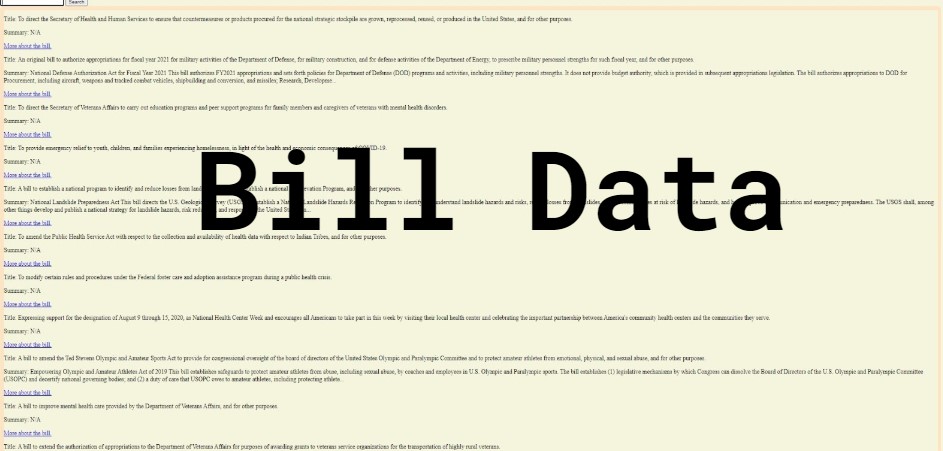 Search
Title: To direct the Secretary of Health and Human Services to ensure that countermeasures or products procured for the national strategic stockpile are grown, reprocessed, reused, or produced in the United States, and for other purposes.
Summary: N/A
More about the bill.
Title: An original bill to authorize appropriations for fiscal year 2021 for military activities of the Department of Defense, for military construction, and for defense activities of the Department of Energy, to prescribe military personnel strengths for such fiscal year, and for other purposes.
Summary: National Defense Authorization Act for Fiscal Year 2021 This bill authorizes FY2021 appropriations and sets forth policies for Department of Defense (DOD) programs and activities, including military personnel strengths. It does not provide budget authority, which is provided in subsequent appropriations legislation. The bill authorizes appropriations to DOD for
Procurement, including aircraft, weapons and tracked combat vehicles, shipbuilding and conversion, and missiles; Research, Developme...
More about the bill.
Title: To direct the Secretary of Veterans Affairs to carry out education programs and peer support programs for family members and caregivers of veterans with mental health disorders.
Summary: N/A
More about the bill.
Title: To provide emergency relief to youth, children, and families experiencing homelessness, in light of the health and economic consequences of COVID-19.
Summary: N/A
More about the bill.
Bill Data
Title: A bill to establish a national program to identify and reduce losses from establish a national Program, and other purposes.
Summary: National Landslide Preparedness Act This bill directs the U.S. establish a National Landslide Hazards Program to identify understand landslide hazards and risks, losses from at risk of hazards, and and emergency preparedness. The USGS shall, among
other things develop and publish a national strategy for landslide hazards, risk and the United
More about the bill.
Title: To amend the Public Health Service Act with respect to the collection and availability of health data with respect to Indian Tribes, and for other purposes.
Summary: N/A
More about the bill.
Title: To modify certain rules and procedures under the Federal foster care and adoption assistance program during a public health crisis.
Summary: N/A
More about the bill.
Title: Expressing support for the designation of August 9 through 15, 2020, as National Health Center Week and encourages all Americans to take part in this week by visiting their local health center and celebrating the important partnership between America's community health centers and the communities they serve.
Summary: N/A
More about the bill.
Title: A bill to amend the Ted Stevens Olympic and Amateur Sports Act to provide for congressional oversight of the board of directors of the United States Olympic and Paralympic Committee and to protect amateur athletes from emotional, physical, and sexual abuse, and for other purposes.
Summary: Empowering Olympic and Amateur Athletes Act of 2019 This bill establishes safeguards to protect amateur athletes from abuse, including sexual abuse, by coaches and employees in U.S. Olympic and Paralympic sports. The bill establishes (1) legislative mechanisms by which Congress can dissolve the Board of Directors of the U.S. Olympic and Paralympic Committee
(USOPC) and decertify national governing bodies; and (2) a duty of care that USOPC owes to amateur athletes, including protecting athlete..
More about the bill.
Title: A bill to improve mental health care provided by the Department of Veterans Affairs, and for other purposes.
Summary: N/A
More about the bill.
Title: A bill to extend the authorization of appropriations to the Department of Veterans Affairs for purposes of awarding grants to veterans service organizations for the transportation of highly rural veterans.